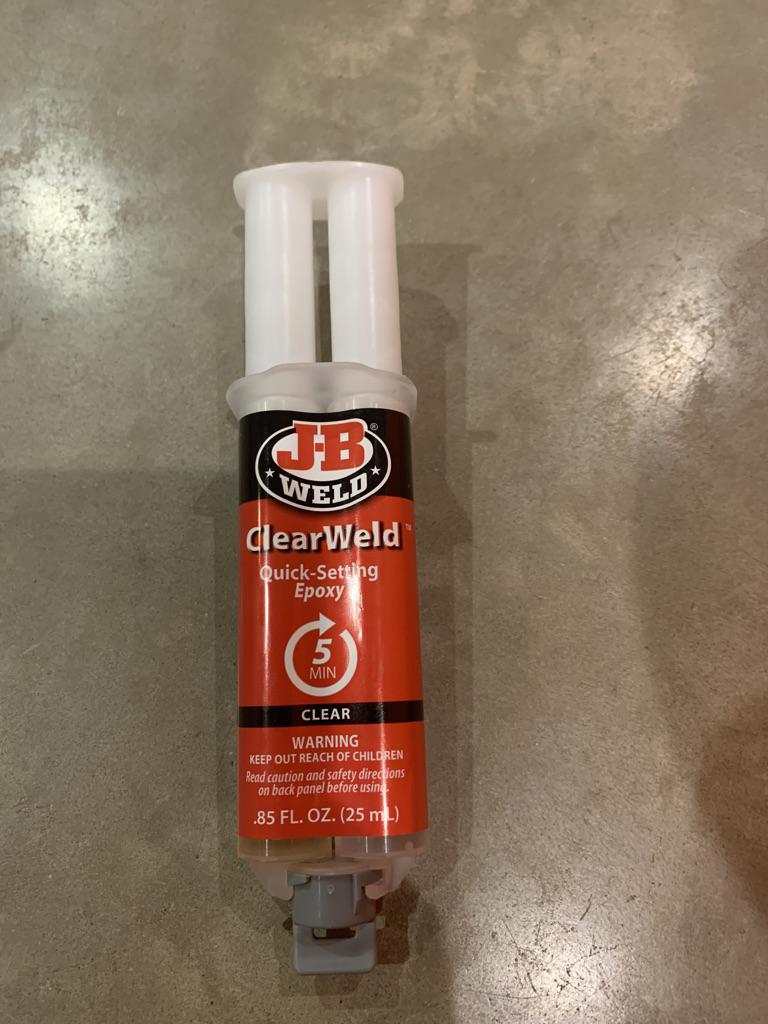 J-B®
WELD
ClearWeld™
Quick-Setting
Epoxy
5
MIN
CLEAR
WARNING
KEEP OUT REACH OF CHILDREN
Read caution and safety directions
on back panel before using.
.85 FL. OZ. (25 mL)